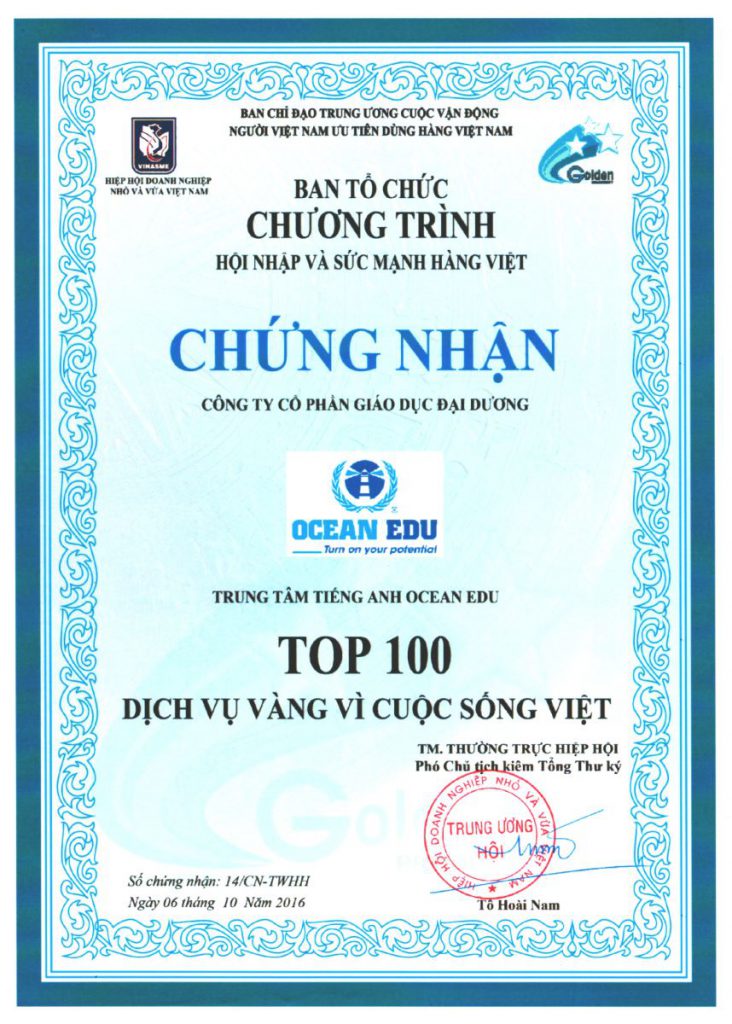 BAN CHỈ ĐẠO TRUNG ƯƠNG CUỘC VẬN ĐỘNG
NGƯỜI VIỆT NAM ƯU TIÊN DÙNG HÀNG VIỆT NAM
VINASME
HIỆP HỘI DOANH NGHIỆP
NHỎ VÀ VỪA VIỆT NAM
Golden
BAN TỔ CHỨC
CHƯƠNG TRÌNH
HỘI NHẬP VÀ SỨC MẠNH HÀNG VIỆT
CHỨNG NHẬN
CÔNG TY CỔ PHẦN GIÁO DỤC ĐẠI DƯƠNG
®
OCEAN EDU
Turn on your potential
TRUNG TÂM TIẾNG ANH OCEAN EDU
TOP 100
DỊCH VỤ VÀNG VÌ CUỘC SỐNG VIỆT
TM. THƯỜNG TRỰC HIỆP HỘI
Phó Chủ tịch kiêm Tổng Thư ký
HIỆP HỘI DOANH NGHIỆP NHỎ VÀ VỪA VIỆT NAM
TRUNG ƯƠNG
HỘI
Số chứng nhận: 14/CN-TWHH
Ngày 06 tháng 10 Năm 2016
Tô Hoài Nam